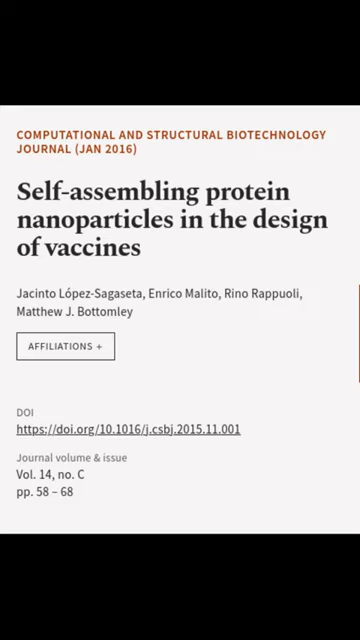 COMPUTATIONAL AND STRUCTURAL BIOTECHNOLOGY
JOURNAL (JAN 2016)
Self-assembling protein
nanoparticles in the design
of vaccines
Jacinto López-Sagaseta, Enrico Malito, Rino Rappuoli,
Matthew J. Bottomley
AFFILIATIONS +
DOI
https://doi.org/10.1016/j.csbj.2015.11.001
Journal volume & issue
Vol. 14, no. C
pp. 58 – 68